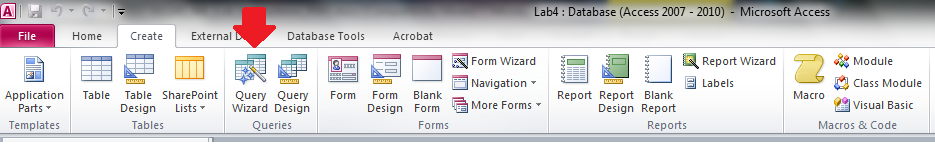 Lab4 : Database (Access 2007 - 2010) - Microsoft Access
File Home Create External Database Tools Acrobat
Application Parts
Templates
Table
Table Design
SharePoint Lists
Tables
Query Wizard
Query Design
Queries
Form
Form Design
Blank Form
Form Wizard
Navigation
More Forms
Forms
Report
Report Design
Blank Report
Report Wizard
Labels
Reports
Macro
Module
Class Module
Visual Basic
Macros & Code